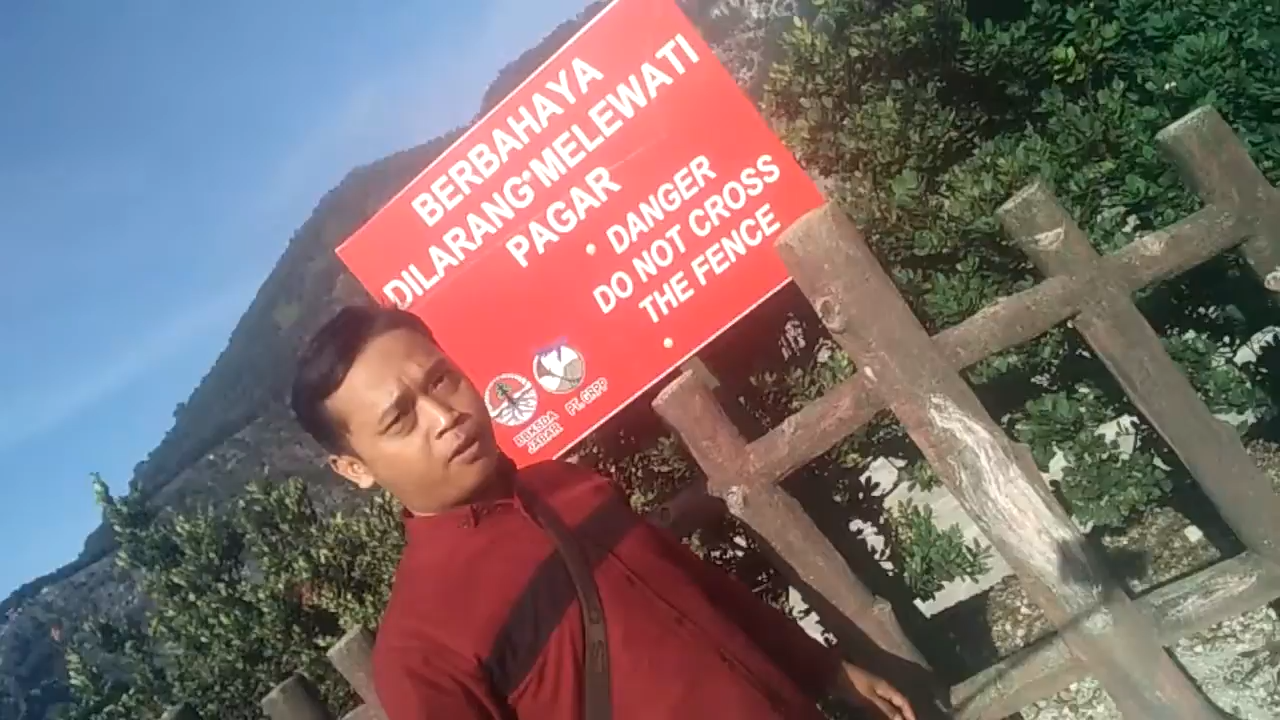 BERBAHAYA
DILARANG MELEWATI
PAGAR
DANGER
DO NOT CROSS
THE FENCE
BBKSDA
JABAR
PT. GRPP